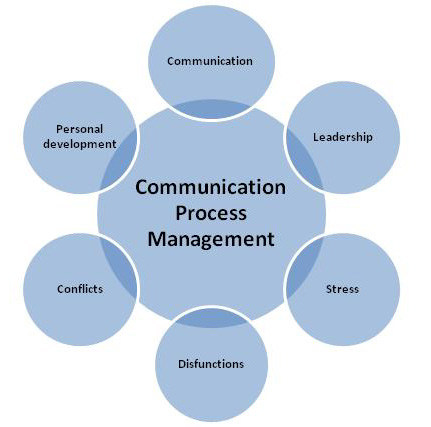 Communication
Personal
development
Leadership
Communication
Process
Management
Conflicts
Stress
Disfunctions